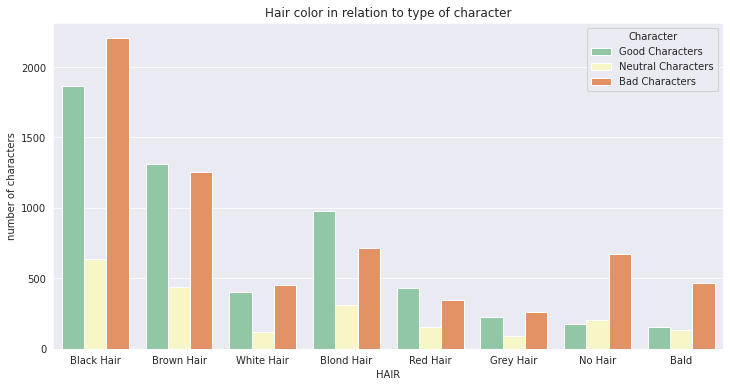 Hair color in relation to type of character
Character
Good Characters
Neutral Characters
Bad Characters
number of characters
2000
1500
1000
500
0
Black Hair
Brown Hair
White Hair
Blond Hair
Red Hair
Grey Hair
No Hair
Bald
HAIR